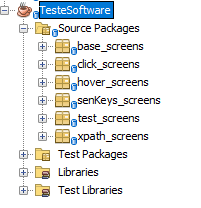 TesteSoftware
Source Packages
base_screens
click_screens
hover_screens
senKeys_screens
test_screens
xpath_screens
Test Packages
Libraries
Test Libraries